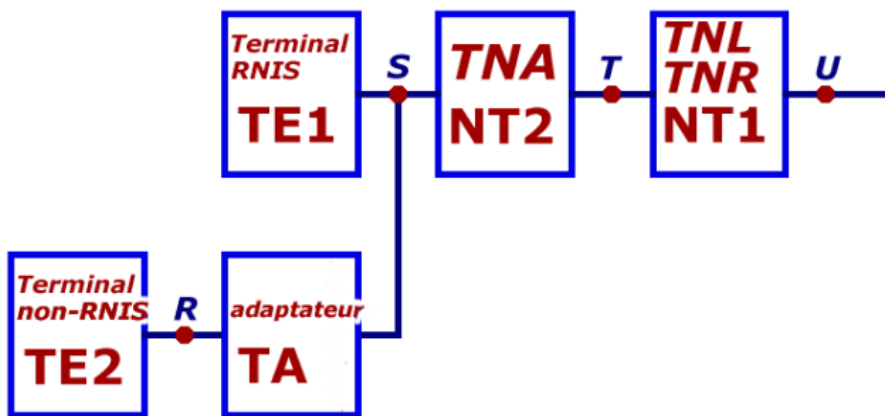 Terminal
RNIS
TE1
S
TNA
NT2
T
TNL
TNR
NT1
U
Terminal
non-RNIS
TE2
R
adaptateur
TA